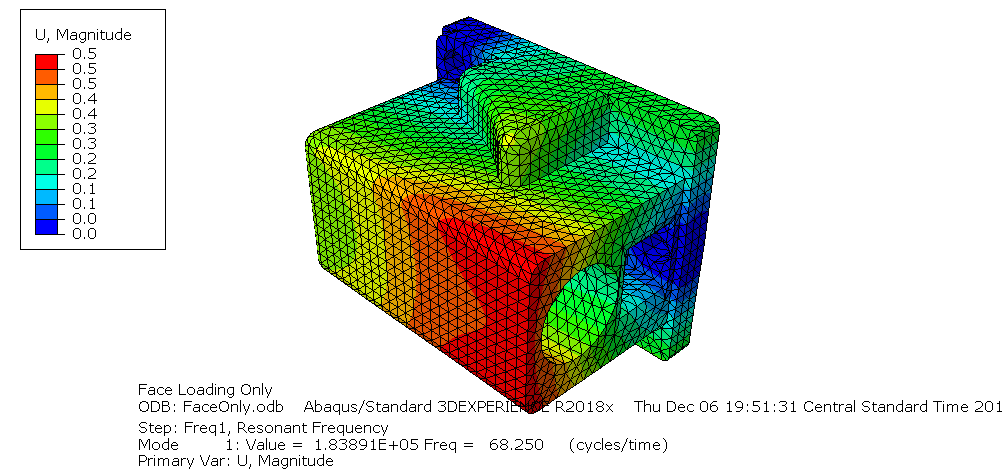 U, Magnitude
0.5
0.5
0.5
0.4
0.4
0.3
0.3
0.2
0.2
0.1
0.1
0.0
0.0
Face Loading Only
ODB: FaceOnly.odb Abaqus/Standard 3DEXPERIENCE R2018x Thu Dec 06 19:51:31 Central Standard Time 201
Step: Freq1, Resonant Frequency
Mode 1: Value = 1.83891E+05 Freq = 68.250 (cycles/time)
Primary Var: U, Magnitude